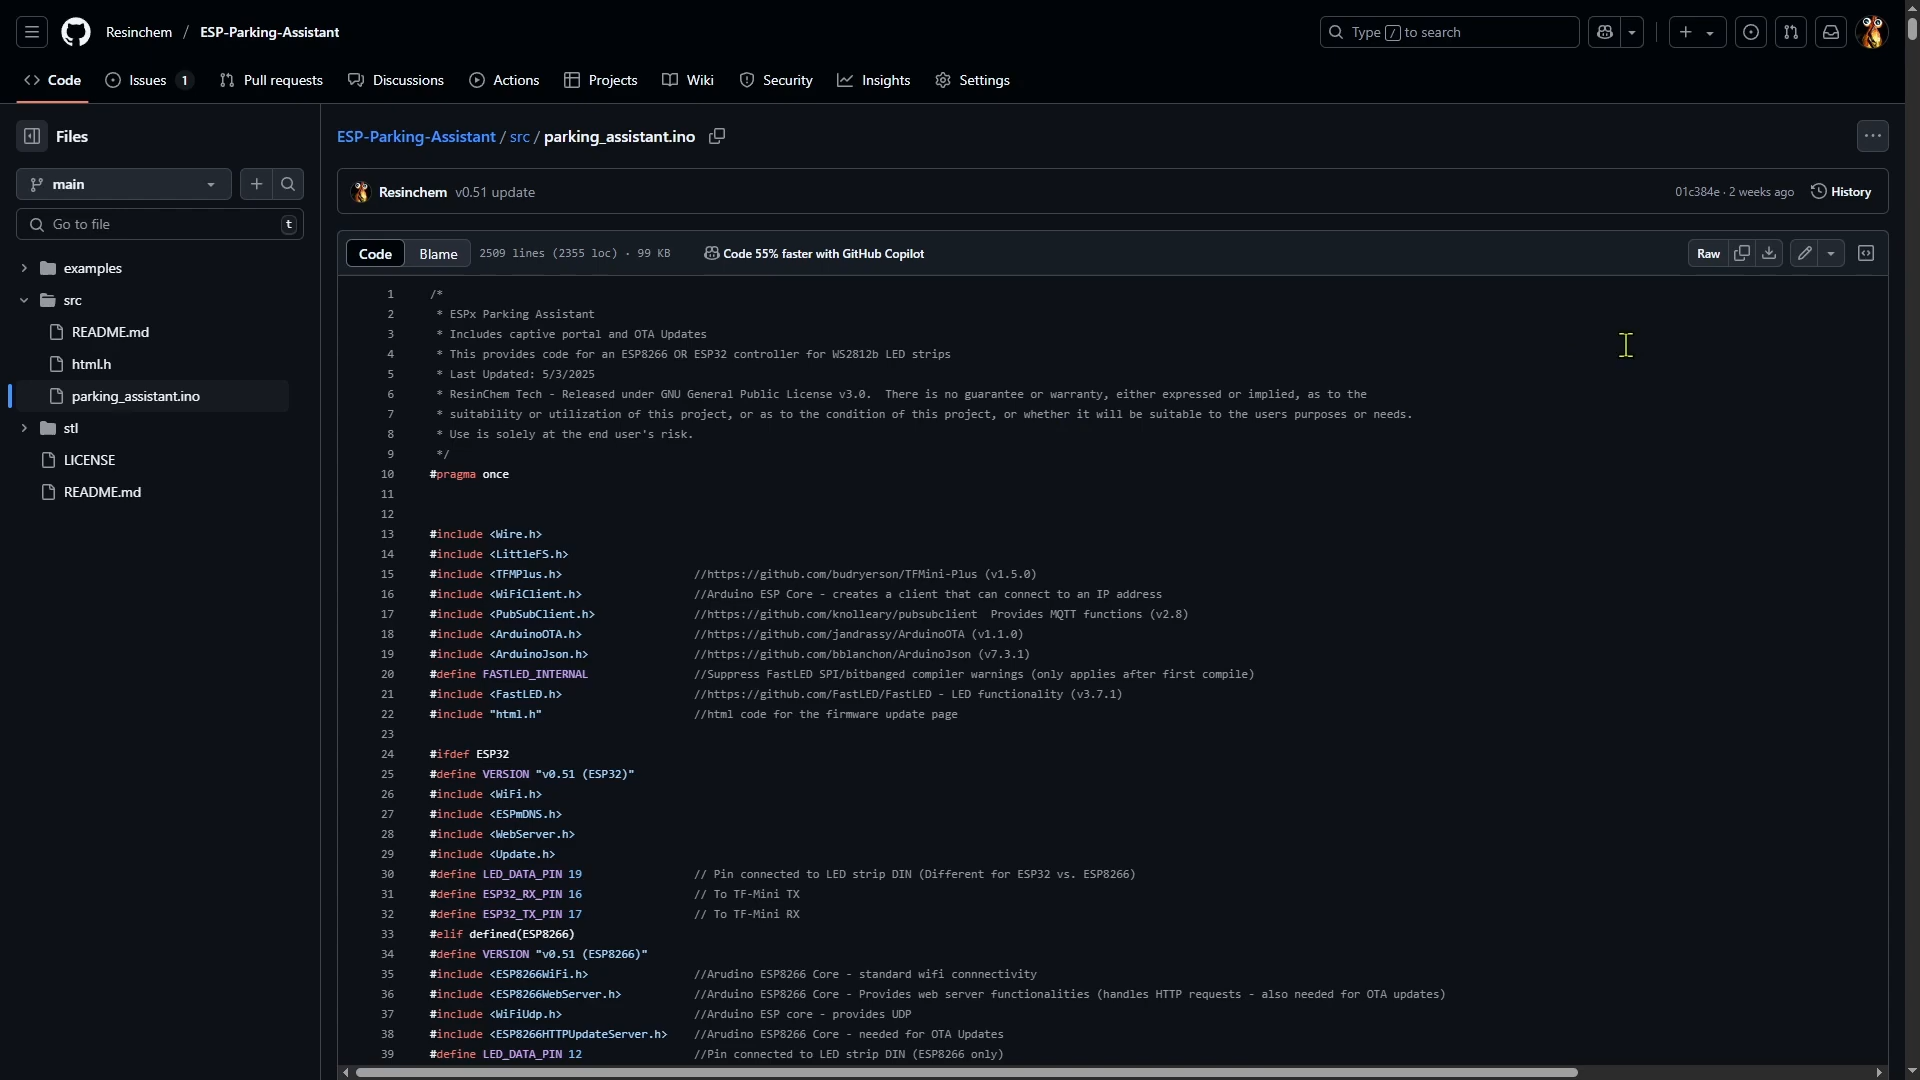 Resinchem / ESP-Parking-Assistant
Type / to search
Code
Issues 1
Pull requests
Discussions
Actions
Projects
Wiki
Security
Insights
Settings
Files
main
Go to file t
examples
src
README.md
html.h
parking_assistant.ino
stl
LICENSE
README.md
ESP-Parking-Assistant / src / parking_assistant.ino
Resinchem v0.51 update
01c384e · 2 weeks ago
History
Code Blame 2509 lines (2355 loc) · 99 KB
Code 55% faster with GitHub Copilot
Raw
1 /*
2 * ESPx Parking Assistant
3 * Includes captive portal and OTA Updates
4 * This provides code for an ESP8266 OR ESP32 controller for WS2812b LED strips
5 * Last Updated: 5/3/2025
6 * ResinChem Tech - Released under GNU General Public License v3.0.  There is no guarantee or warranty, either expressed or implied, as to the
7 * suitability or utilization of this project, or as to the condition of this project, or whether it will be suitable to the users purposes or needs.
8 * Use is solely at the end user's risk.
9 */
10 #pragma once
11
12
13 #include <Wire.h>
14 #include <LittleFS.h>
15 #include <TFMPlus.h> //https://github.com/budryerson/TFMini-Plus (v1.5.0)
16 #include <WiFiClient.h> //Arduino ESP Core - creates a client that can connect to an IP address
17 #include <PubSubClient.h> //https://github.com/knolleary/pubsubclient  Provides MQTT functions (v2.8)
18 #include <ArduinoOTA.h> //https://github.com/jandrassy/ArduinoOTA (v1.1.0)
19 #include <ArduinoJson.h> //https://github.com/bblanchon/ArduinoJson (v7.3.1)
20 #define FASTLED_INTERNAL //Suppress FastLED SPI/bitbanged compiler warnings (only applies after first compile)
21 #include <FastLED.h> //https://github.com/FastLED/FastLED - LED functionality (v3.7.1)
22 #include "html.h" //html code for the firmware update page
23
24 #ifdef ESP32
25 #define VERSION "v0.51 (ESP32)"
26 #include <WiFi.h>
27 #include <ESPmDNS.h>
28 #include <WebServer.h>
29 #include <Update.h>
30 #define LED_DATA_PIN 19 // Pin connected to LED strip DIN (Different for ESP32 vs. ESP8266)
31 #define ESP32_RX_PIN 16 // To TF-Mini TX
32 #define ESP32_TX_PIN 17 // To TF-Mini RX
33 #elif defined(ESP8266)
34 #define VERSION "v0.51 (ESP8266)"
35 #include <ESP8266WiFi.h> //Arudino ESP8266 Core - standard wifi connnectivity
36 #include <ESP8266WebServer.h> //Arduino ESP8266 Core - Provides web server functionalities (handles HTTP requests - also needed for OTA updates)
37 #include <WiFiUdp.h> //Arduino ESP core - provides UDP
38 #include <ESP8266HTTPUpdateServer.h> //Arudino ESP8266 Core - needed for OTA Updates
39 #define LED_DATA_PIN 12 //Pin connected to LED strip DIN (ESP8266 only)